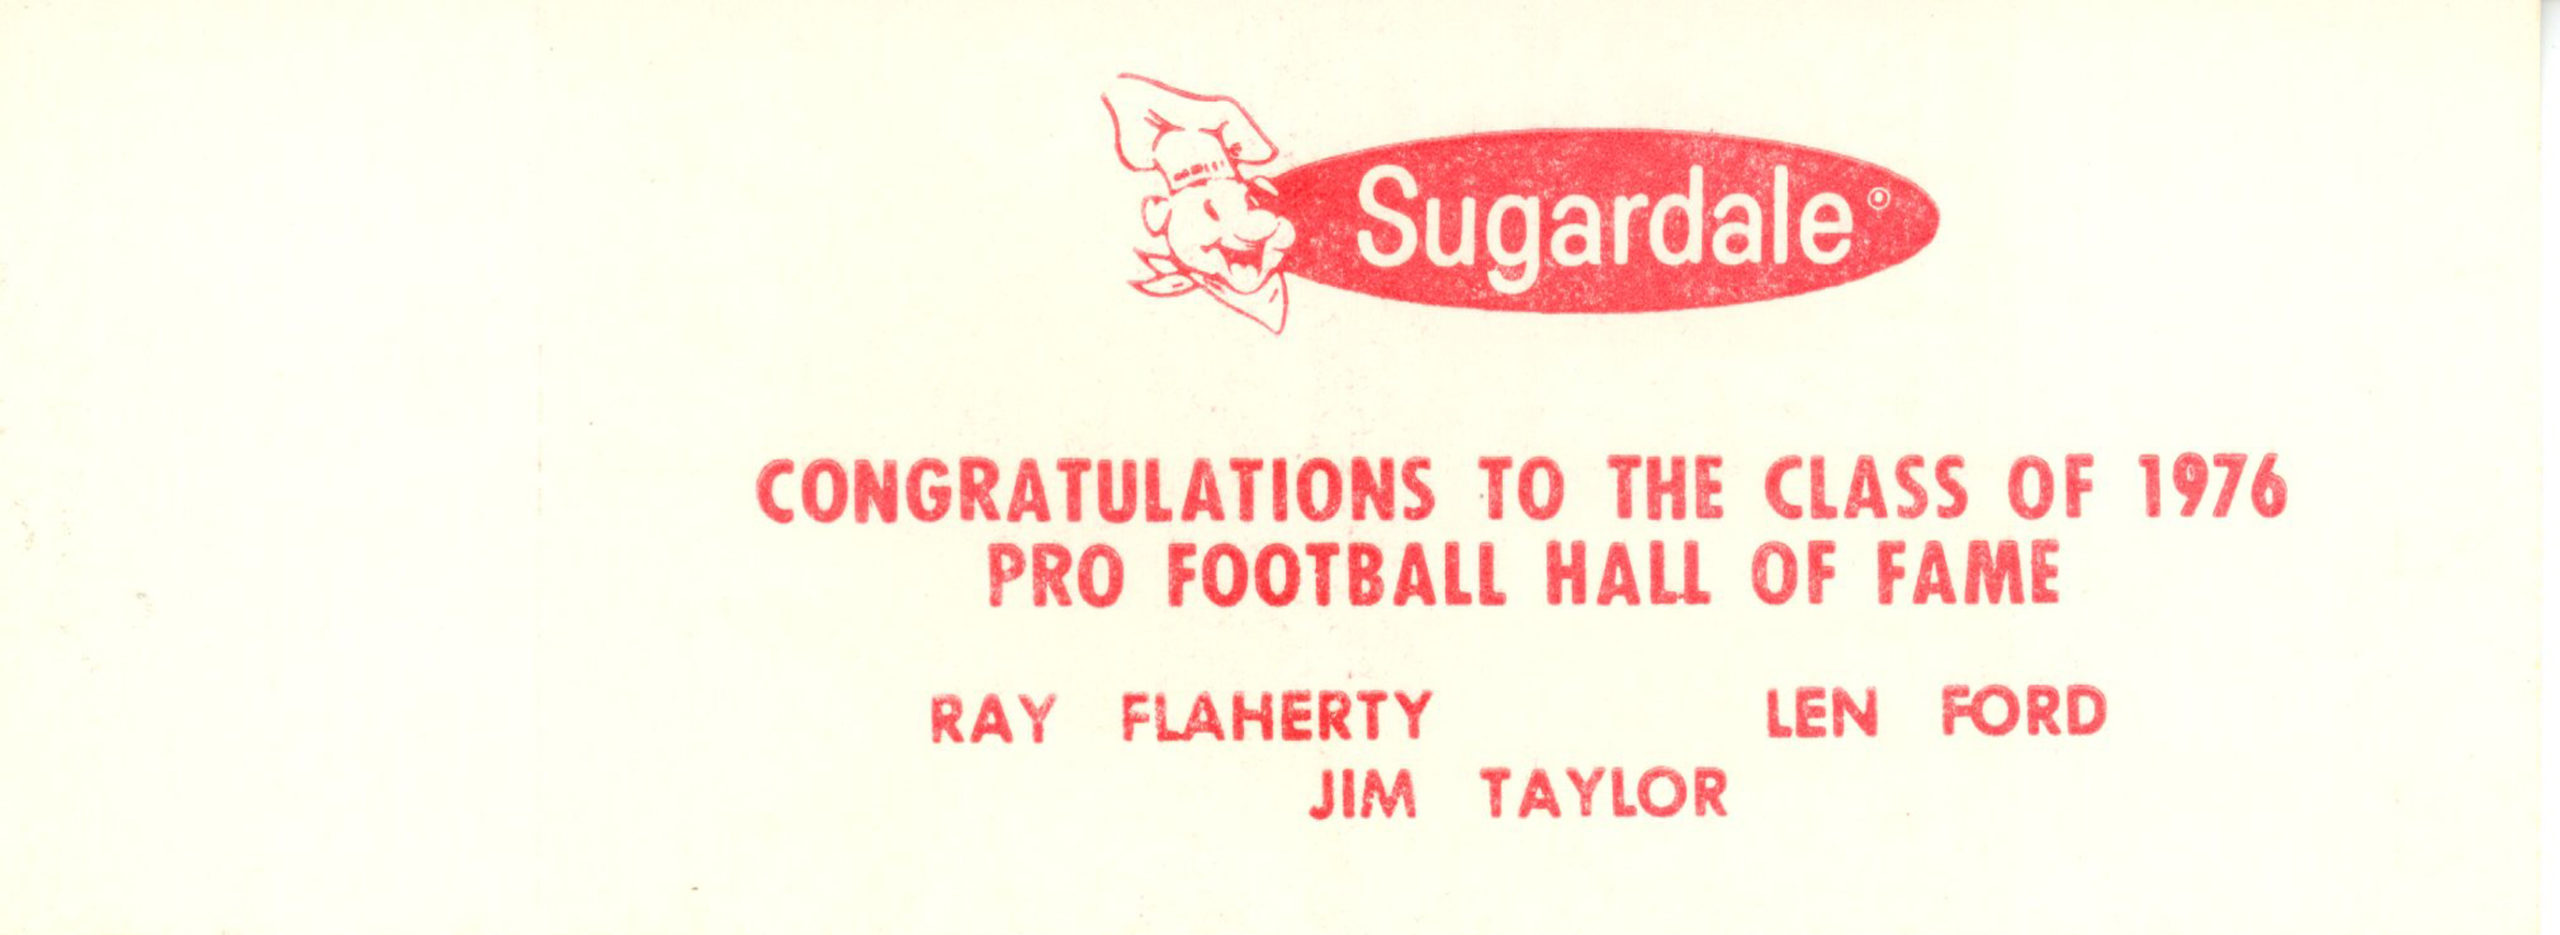 Sugardale®
CONGRATULATIONS TO THE CLASS OF 1976
PRO FOOTBALL HALL OF FAME
RAY FLAHERTY LEN FORD
JIM TAYLOR